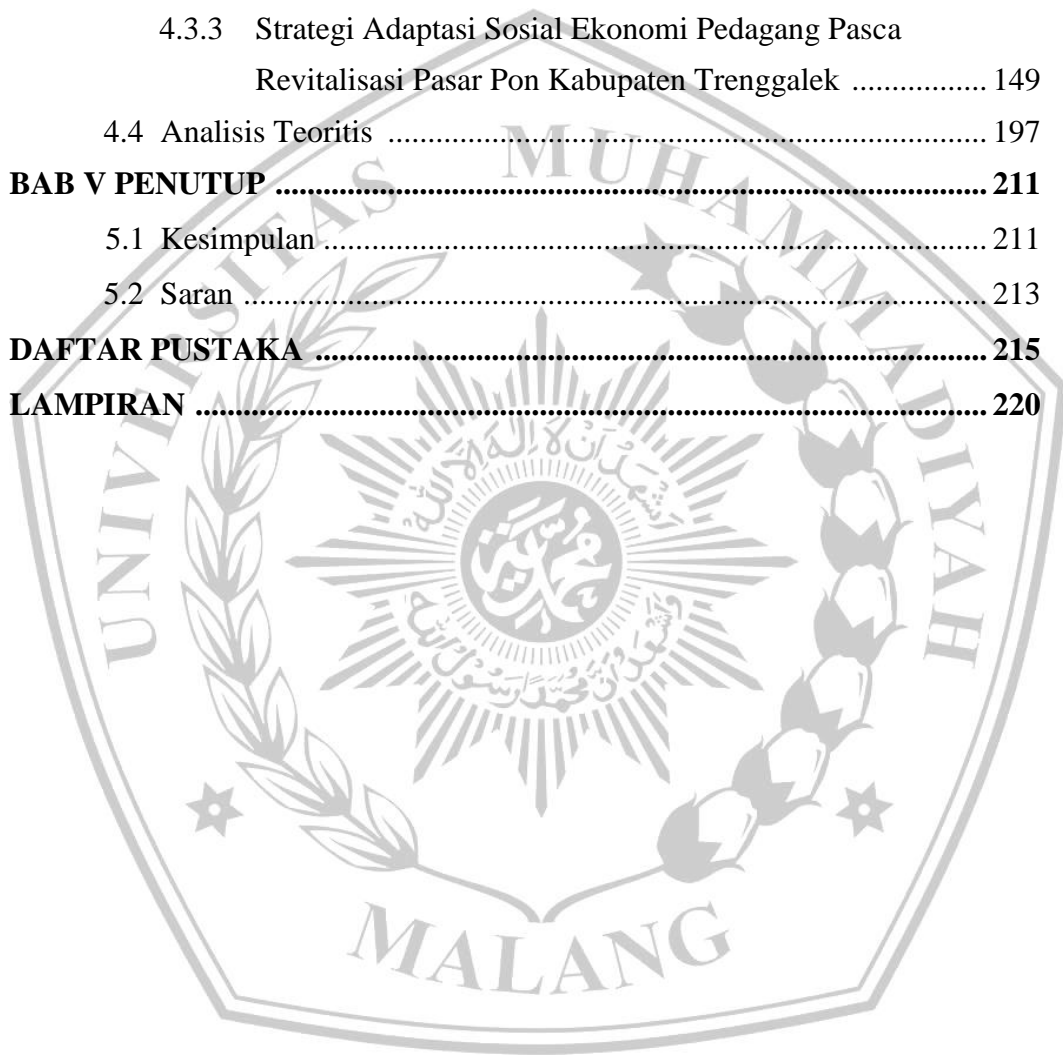 4.3.3 Strategi Adaptasi Sosial Ekonomi Pedagang Pasca
Revitalisasi Pasar Pon Kabupaten Trenggalek ................. 149
4.4 Analisis Teoritis ........................................................................... 197
BAB V PENUTUP ......................................................................................... 211
5.1 Kesimpulan ................................................................................... 211
5.2 Saran ............................................................................................. 213
DAFTAR PUSTAKA .................................................................................... 215
LAMPIRAN ................................................................................................... 220
UNIVERSITAS MUHAMMADIYAH
MALANG